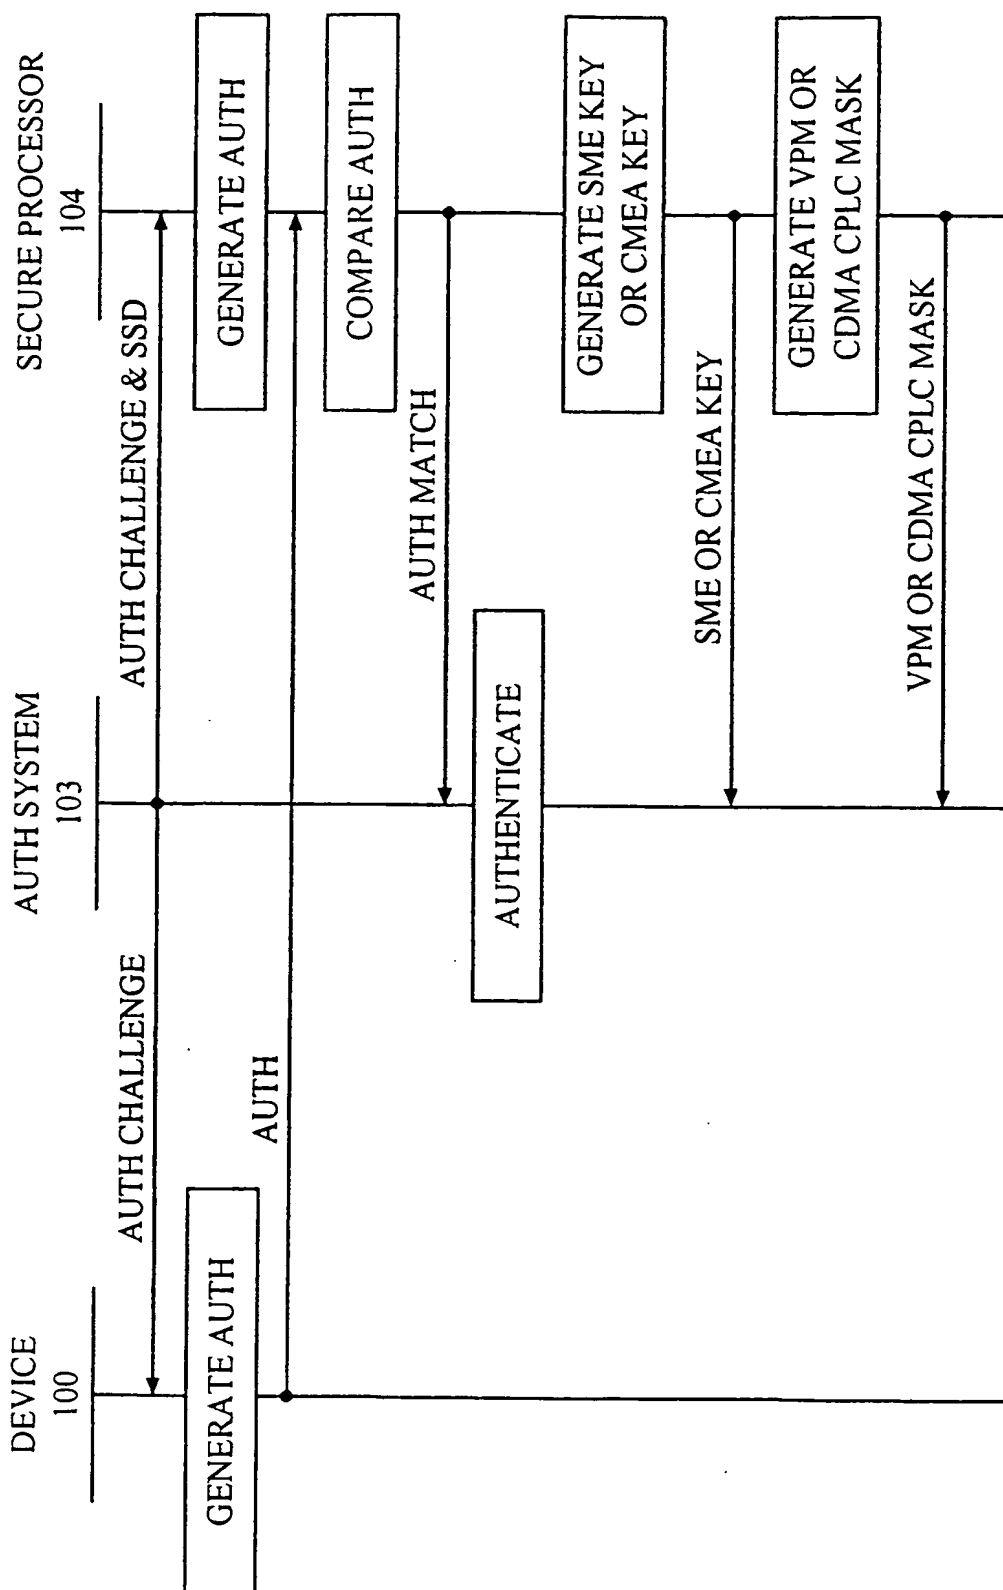 DEVICE
100
AUTH SYSTEM
103
SECURE PROCESSOR
104
AUTH CHALLENGE
AUTH CHALLENGE & SSD
GENERATE AUTH
GENERATE AUTH
AUTH
COMPARE AUTH
AUTH MATCH
AUTHENTICATE
GENERATE SME KEY
OR CMEA KEY
SME OR CMEA KEY
GENERATE VPM OR
CDMA CPLC MASK
VPM OR CDMA CPLC MASK